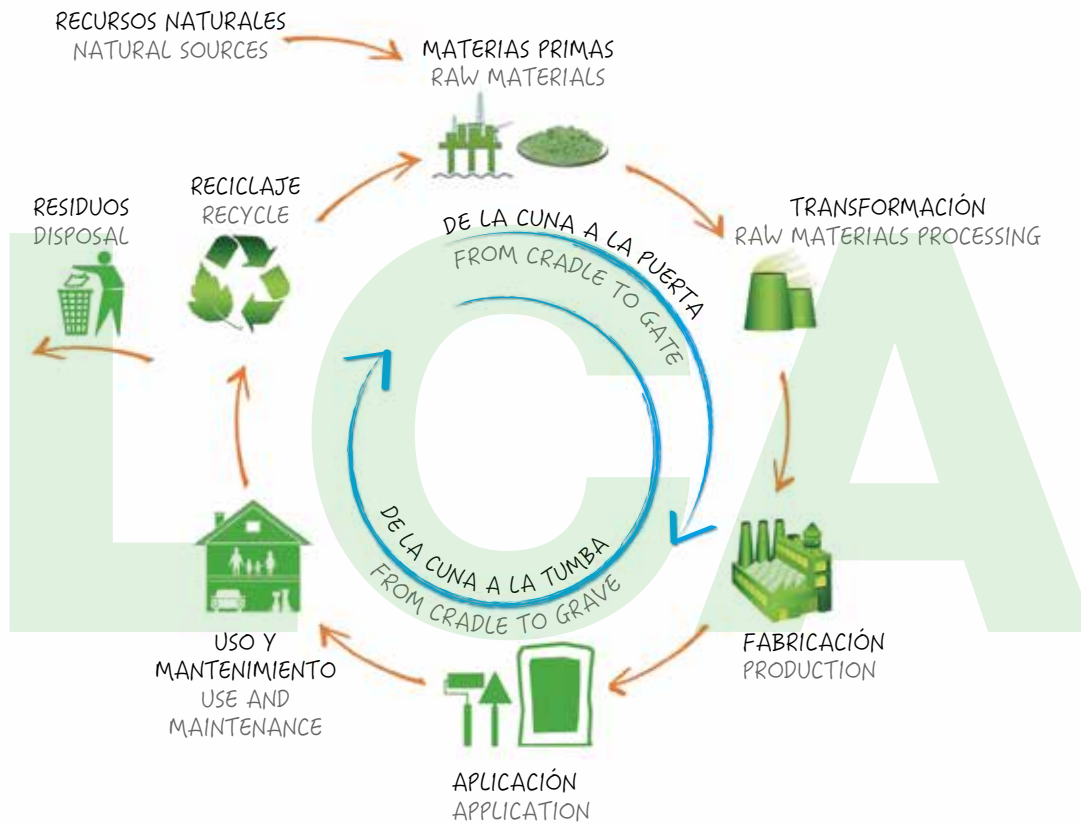 RECURSOS NATURALES
NATURAL SOURCES
MATERIAS PRIMAS
RAW MATERIALS
RECICLAJE
RECYCLE
RESIDUOS
DISPOSAL
TRANSFORMACIÓN
RAW MATERIALS PROCESSING
DE LA CUNA A LA PUERTA
FROM CRADLE TO GATE
LCA
DE LA CUNA A LA TUMBA
FROM CRADLE TO GRAVE
USO Y
MANTENIMIENTO
USE AND
MAINTENANCE
FABRICACIÓN
PRODUCTION
APLICACIÓN
APPLICATION